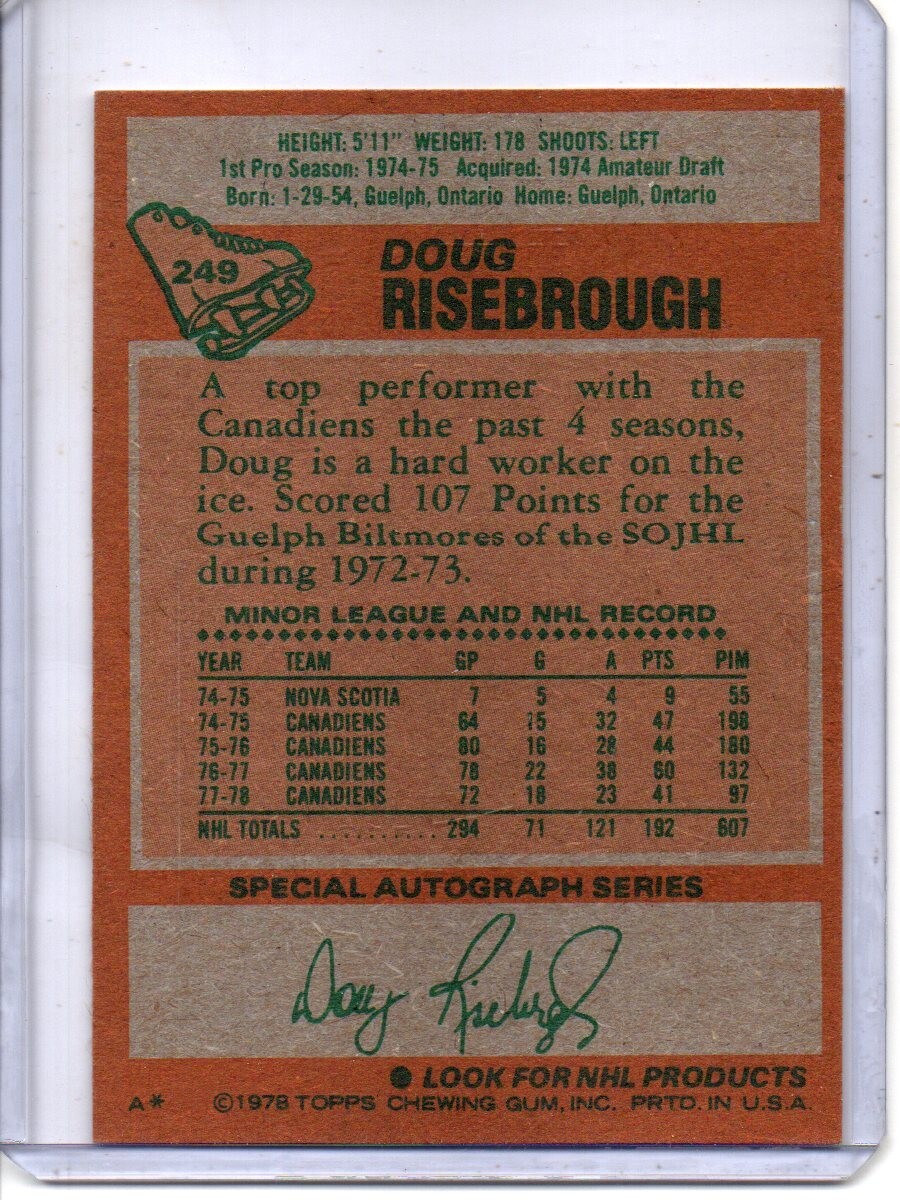 HEIGHT: 5'11" WEIGHT: 178 SHOOTS: LEFT
1st Pro Season: 1974-75 Acquired: 1974 Amateur Draft
Born: 1-29-54, Guelph, Ontario Home: Guelph, Ontario
249
DOUG
RISEBROUGH
A top performer with the
Canadiens the past 4 seasons,
Doug is a hard worker on the
ice. Scored 107 Points for the
Guelph Biltmores of the SOJHL
during 1972-73.
MINOR LEAGUE AND NHL RECORD
YEAR TEAM GP G A PTS PIM
74-75 NOVA SCOTIA 7 5 4 9 55
74-75 CANADIENS 64 15 32 47 198
75-76 CANADIENS 80 16 28 44 180
76-77 CANADIENS 78 22 38 60 132
77-78 CANADIENS 72 18 23 41 97
NHL TOTALS ........... 294 71 121 192 607
SPECIAL AUTOGRAPH SERIES
Doug Risebrough
● LOOK FOR NHL PRODUCTS
A* ©1978 TOPPS CHEWING GUM, INC. PRTD. IN U.S.A.